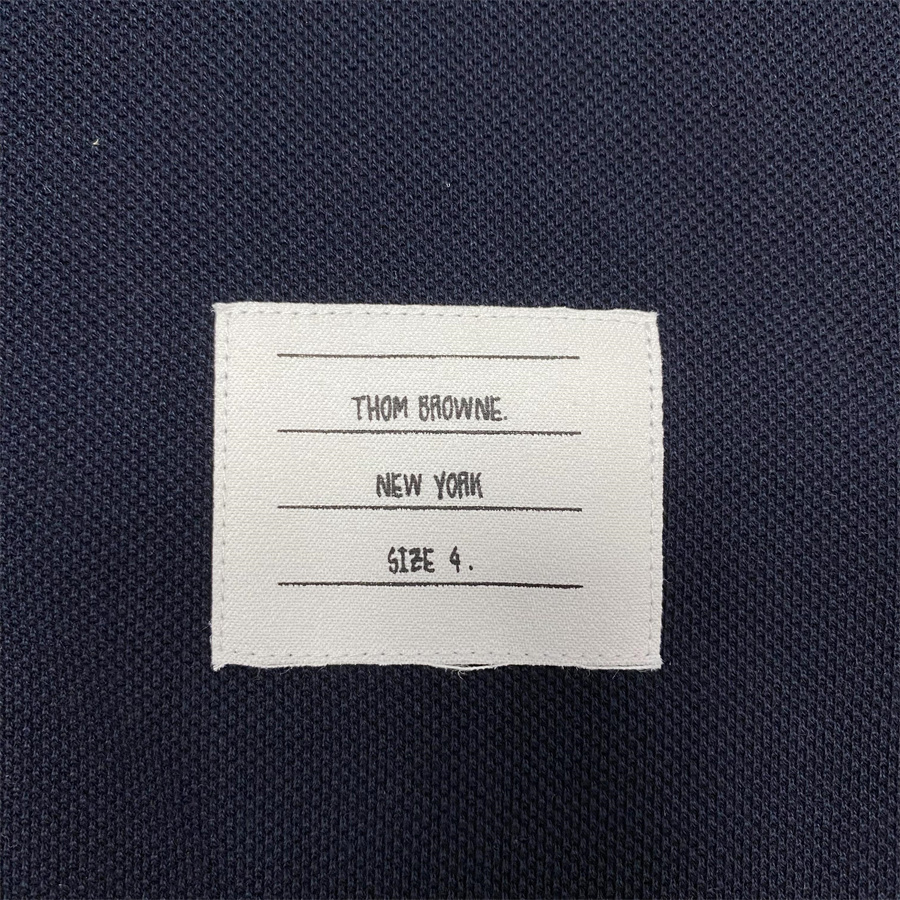 THOM BROWNE.
NEW YORK
SIZE 4.